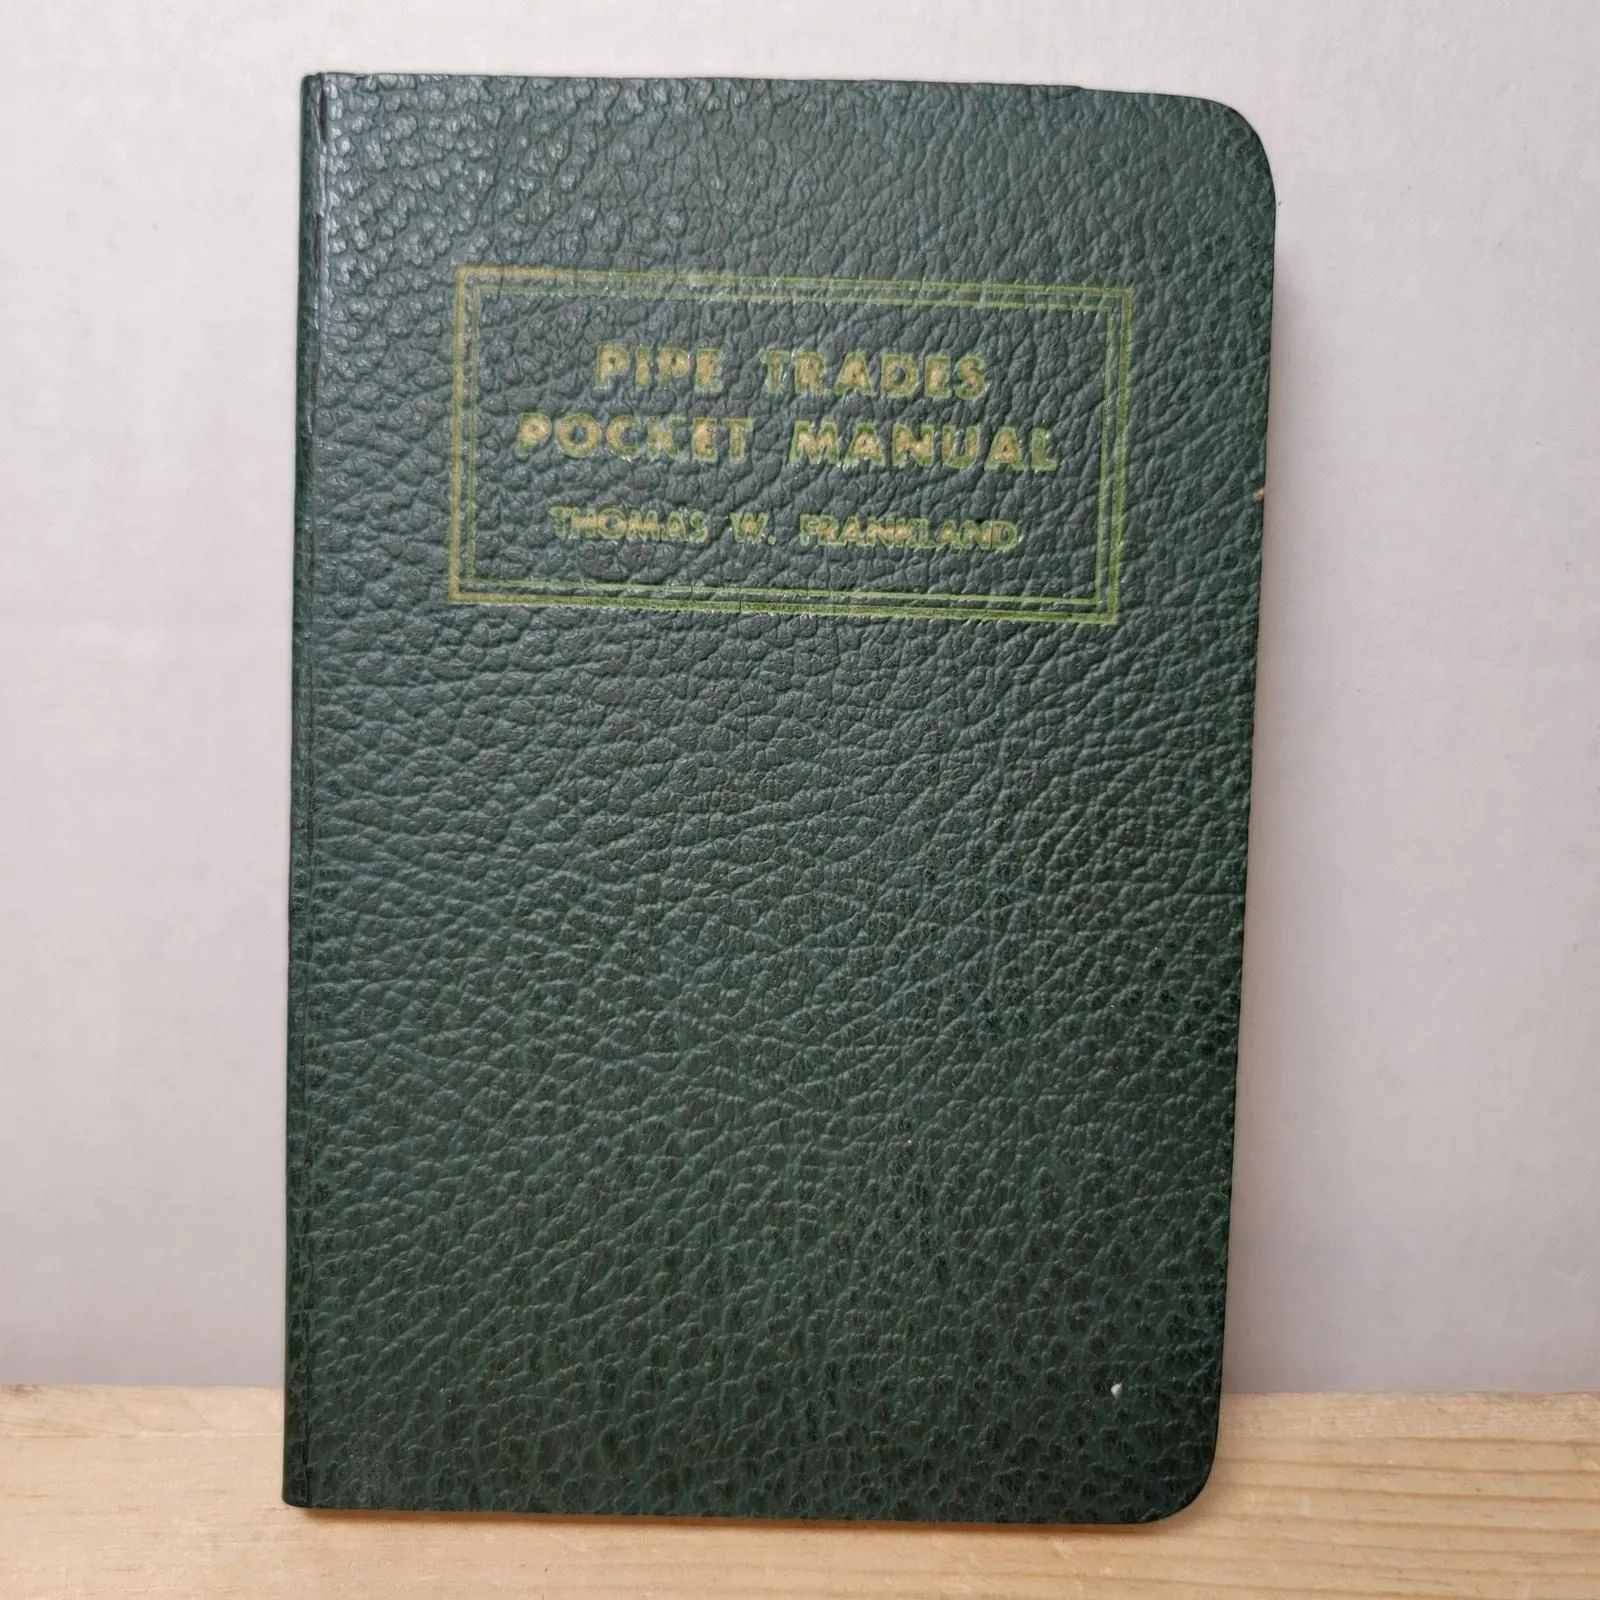 PIPE TRADES
POCKET MANUAL
THOMAS W. FRANKLAND